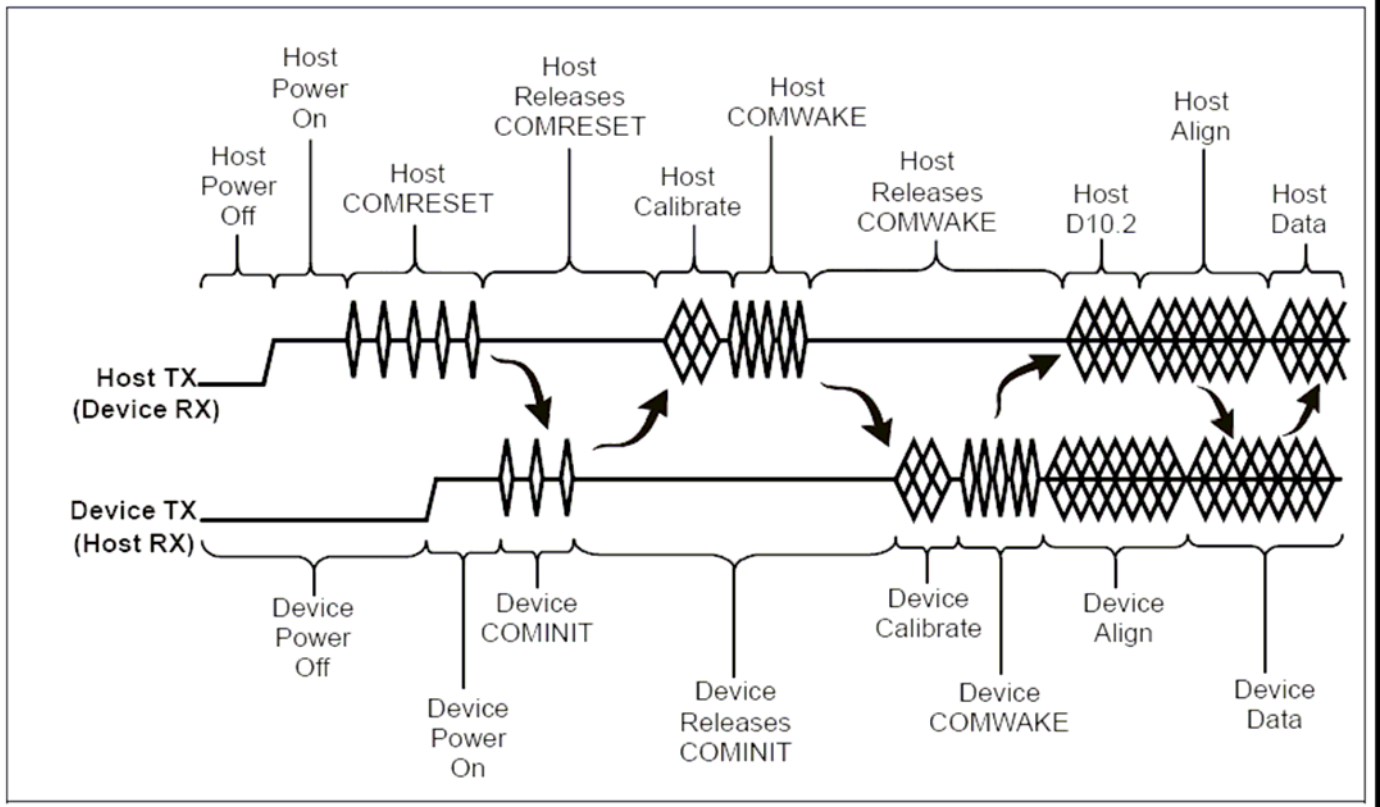 Host
Power
Off
Host
Power
On
Host
COMRESET
Host
Releases
COMRESET
Host
Calibrate
Host
COMWAKE
Host
Releases
COMWAKE
Host
D10.2
Host
Align
Host
Data
Host TX
(Device RX)
Device TX
(Host RX)
Device
Power
Off
Device
Power
On
Device
COMINIT
Device
Releases
COMINIT
Device
Calibrate
Device
COMWAKE
Device
Align
Device
Data